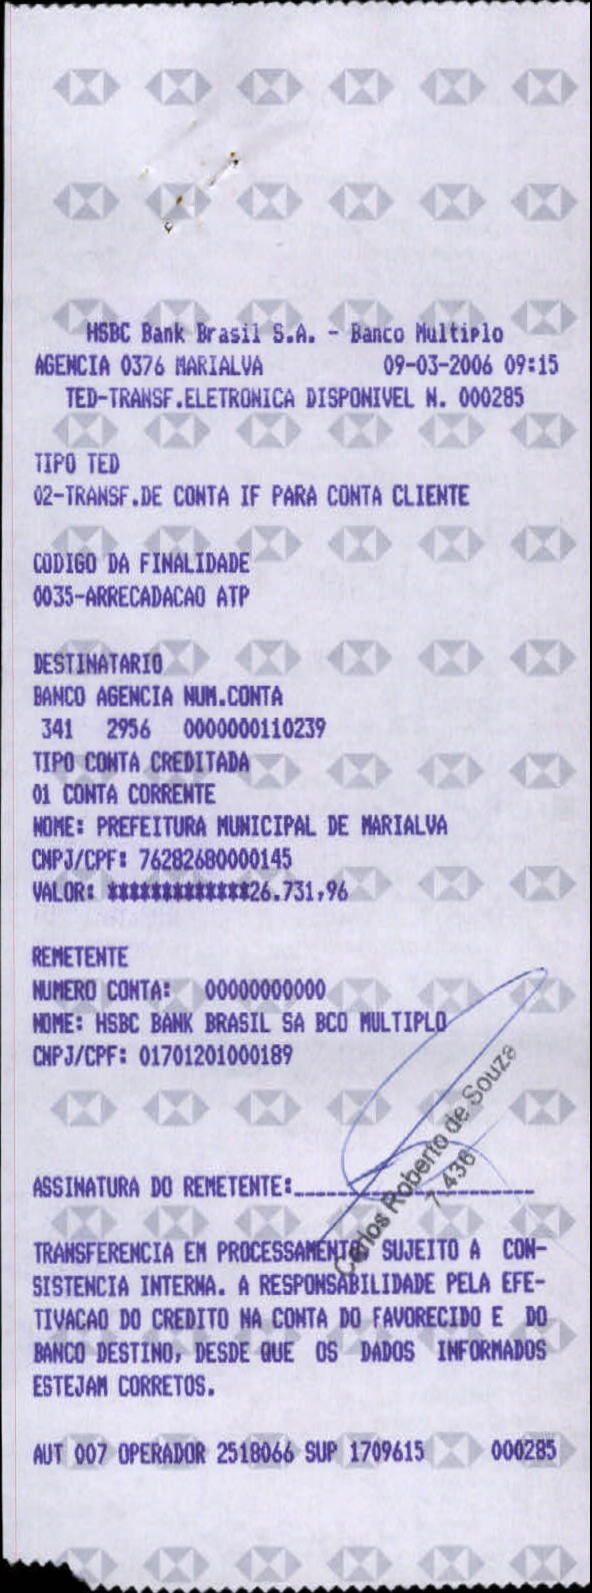 HSBC Bank Brasil S.A. - Banco Multiplo
AGENCIA 0376 MARIALVA 09-03-2006 09:15
TED-TRANSF.ELETRONICA DISPONIVEL N. 000285
TIPO TED
02-TRANSF.DE CONTA IF PARA CONTA CLIENTE
CODIGO DA FINALIDADE
0035-ARRECADACAO ATP
DESTINATARIO
BANCO AGENCIA NUM.CONTA
341 2956 0000000110239
TIPO CONTA CREDITADA
01 CONTA CORRENTE
NOME: PREFEITURA MUNICIPAL DE MARIALVA
CNPJ/CPF: 76282680000145
VALOR: *************26.731,96
REMETENTE
NUMERO CONTA: 00000000000
NOME: HSBC BANK BRASIL SA BCO MULTIPLO
CNPJ/CPF: 01701201000189
ASSINATURA DO REMETENTE:
Carlos Roberto de Souza
7.436
TRANSFERENCIA EM PROCESSAMENTO, SUJEITO A CON-
SISTENCIA INTERNA. A RESPONSABILIDADE PELA EFE-
TIVACAO DO CREDITO NA CONTA DO FAVORECIDO E DO
BANCO DESTINO, DESDE QUE OS DADOS INFORMADOS
ESTEJAM CORRETOS.
AUT 007 OPERADOR 2518066 SUP 1709615 000285